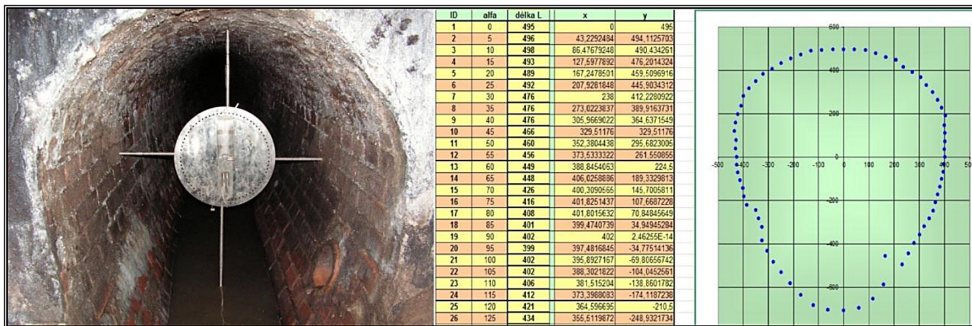 ID alfa délka L x y
1 0 495 0 495
2 5 496 43,2292484 494,1125703
3 10 498 86,47679248 490,434261
4 15 493 127,5977892 476,2014324
5 20 489 167,2478501 459,5096916
6 25 492 207,9281848 445,9034312
7 30 476 238 412,2280922
8 35 476 273,0223837 389,9163731
9 40 476 305,9669022 364,6371549
10 45 466 329,51176 329,51176
11 50 460 352,3804438 295,6823005
12 55 456 373,5333322 261,550855
13 60 449 388,8454063 224,5
14 65 448 406,0258886 189,3329813
15 70 426 400,3090565 145,7005811
16 75 416 401,8251437 107,6687228
17 80 408 401,8015632 70,84845649
18 85 401 399,4740739 34,94945284
19 90 402 402 2,46255E-14
20 95 399 397,4816845 -34,77514136
21 100 402 395,8927167 -69,80656742
22 105 402 388,3021822 -104,0452561
23 110 406 381,515204 -138,8601782
24 115 412 373,3988083 -174,1187238
25 120 421 364,596695 -210,5
26 125 434 355,5119872 -248,9321734
600
400
200
-500 -400 -300 -200 -100 0 100 200 300 400
-200
-400